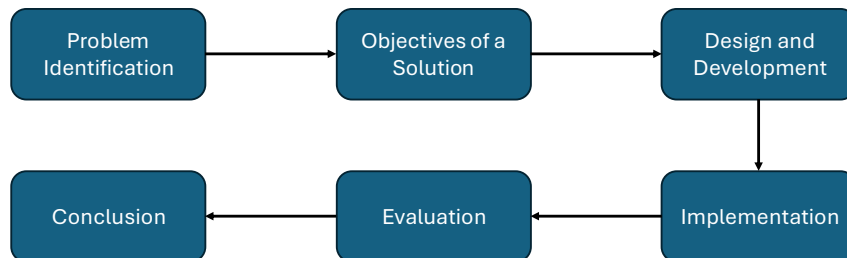 Problem
Identification
Objectives of a
Solution
Design and
Development
Implementation
Evaluation
Conclusion